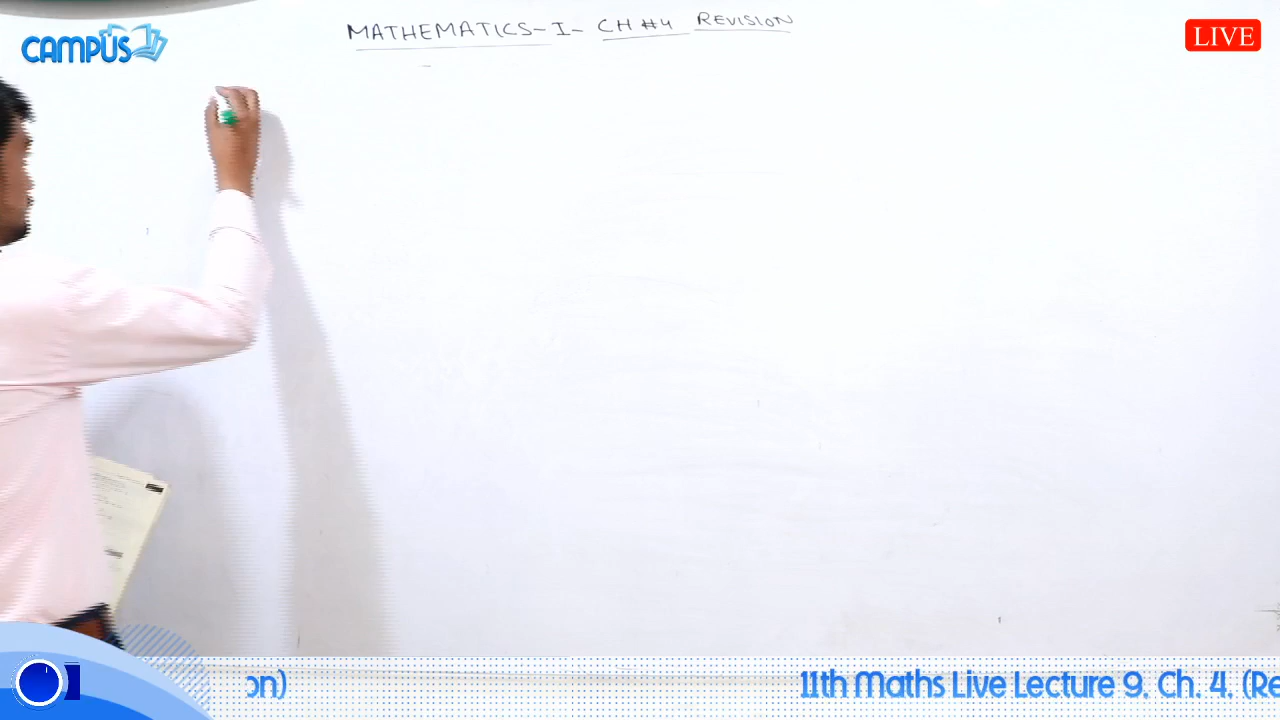 MATHEMATICS-I- CH #4 REVISION
CAMPUS
LIVE
on) 11th Maths Live Lecture 9, Ch. 4, (Re